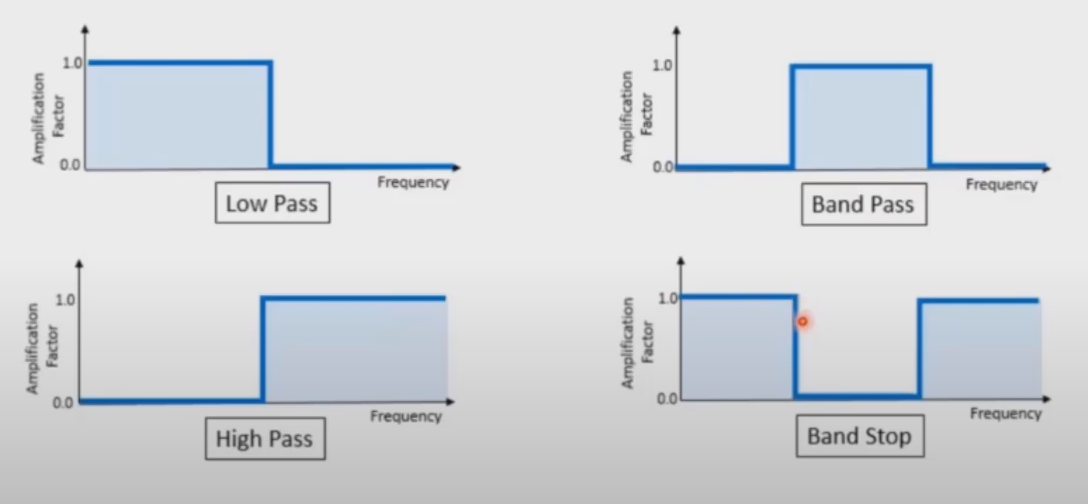 Amplification
Factor
1.0
0.0
Frequency
Low Pass
Amplification
Factor
1.0
0.0
Frequency
Band Pass
Amplification
Factor
1.0
0.0
Frequency
High Pass
Amplification
Factor
1.0
0.0
Frequency
Band Stop